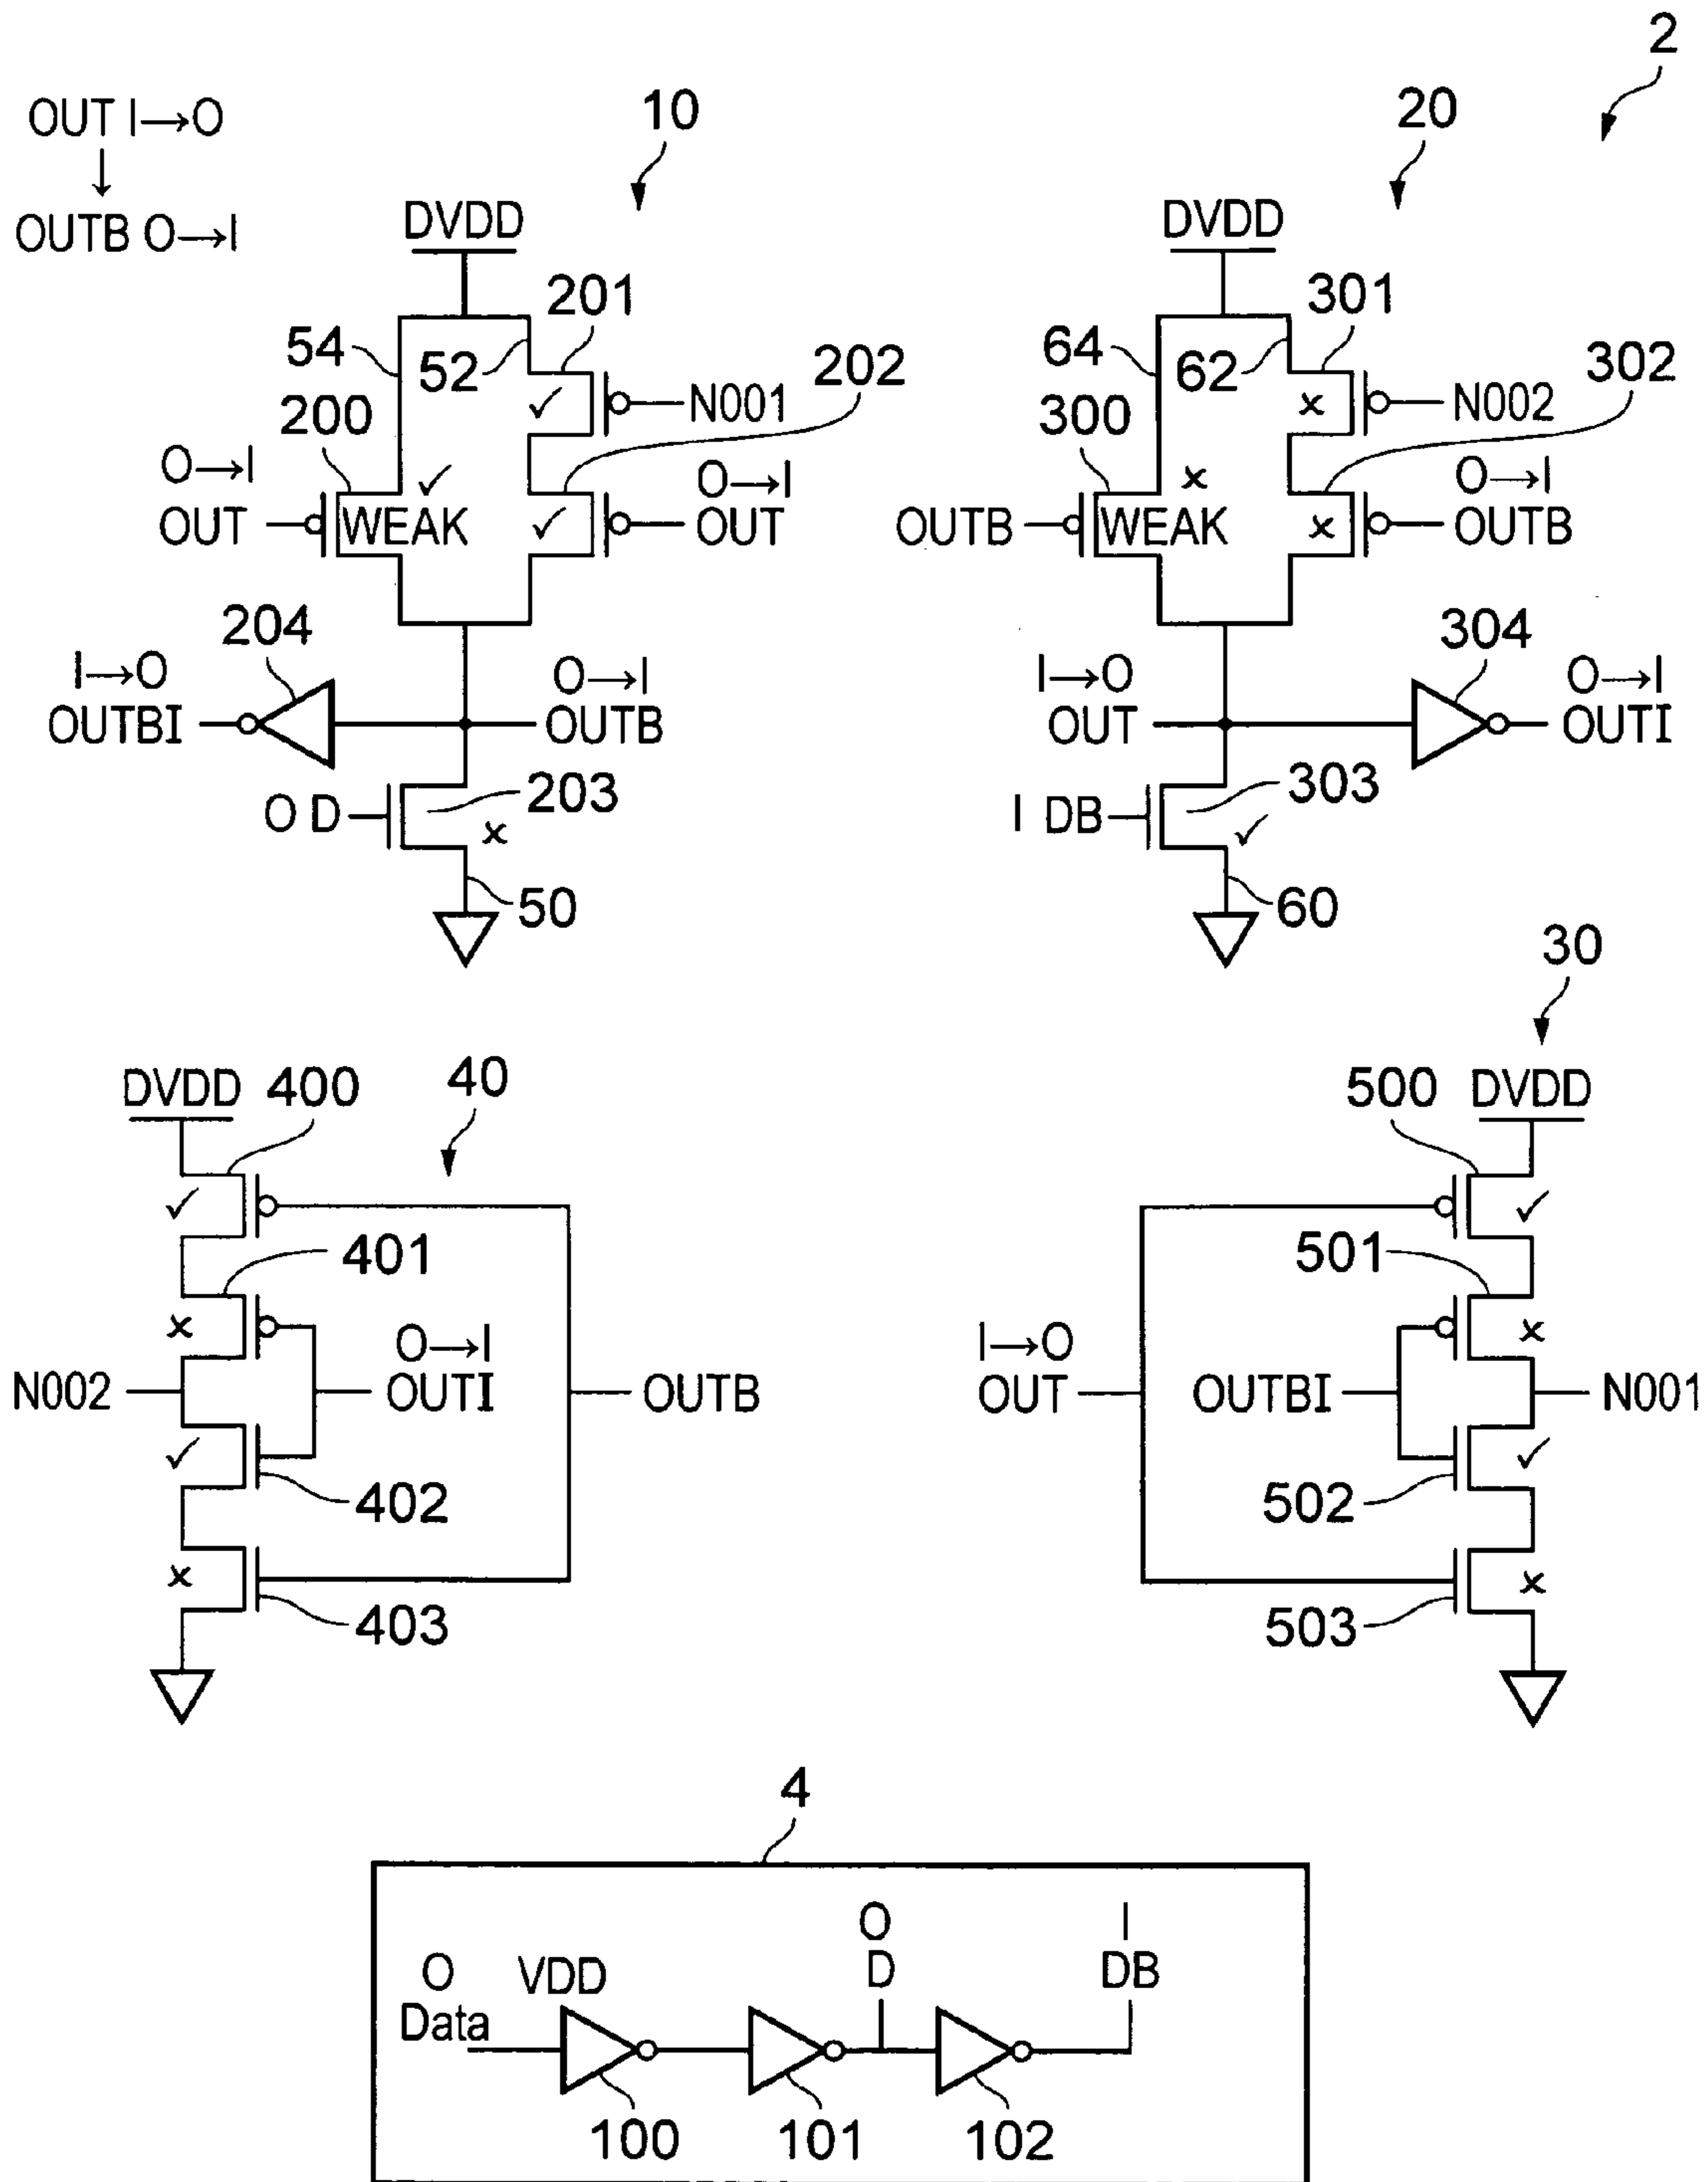 2
OUT I→O
↓
OUTB O→I
10
20
DVDD
DVDD
201
301
54
52
202
64
62
302
200
✓
N001
300
x
N002
O→I
✓
O→I
x
O→I
OUT
WEAK
✓
OUT
OUTB
WEAK
x
OUTB
204
304
I→O
O→I
I→O
O→I
OUTBI
OUTB
OUT
OUTI
O D
203
x
I DB
303
✓
50
60
30
DVDD
400
40
500
DVDD
✓
✓
401
501
x
O→I
I→O
x
N002
OUTI
OUTB
OUT
OUTBI
N001
✓
✓
402
502
x
x
403
503
4
O
I
O
VDD
D
DB
Data
100
101
102